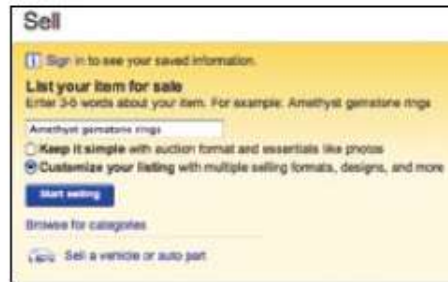 Sell
Sign in to see your saved information.
List your item for sale
Enter 3-5 words about your item. For example: Amethyst gemstone rings
Amethyst gemstone rings
Keep it simple with auction format and essentials like photos
Customize your listing with multiple selling formats, designs, and more
Start selling
Browse for categories
Sell a vehicle or auto part